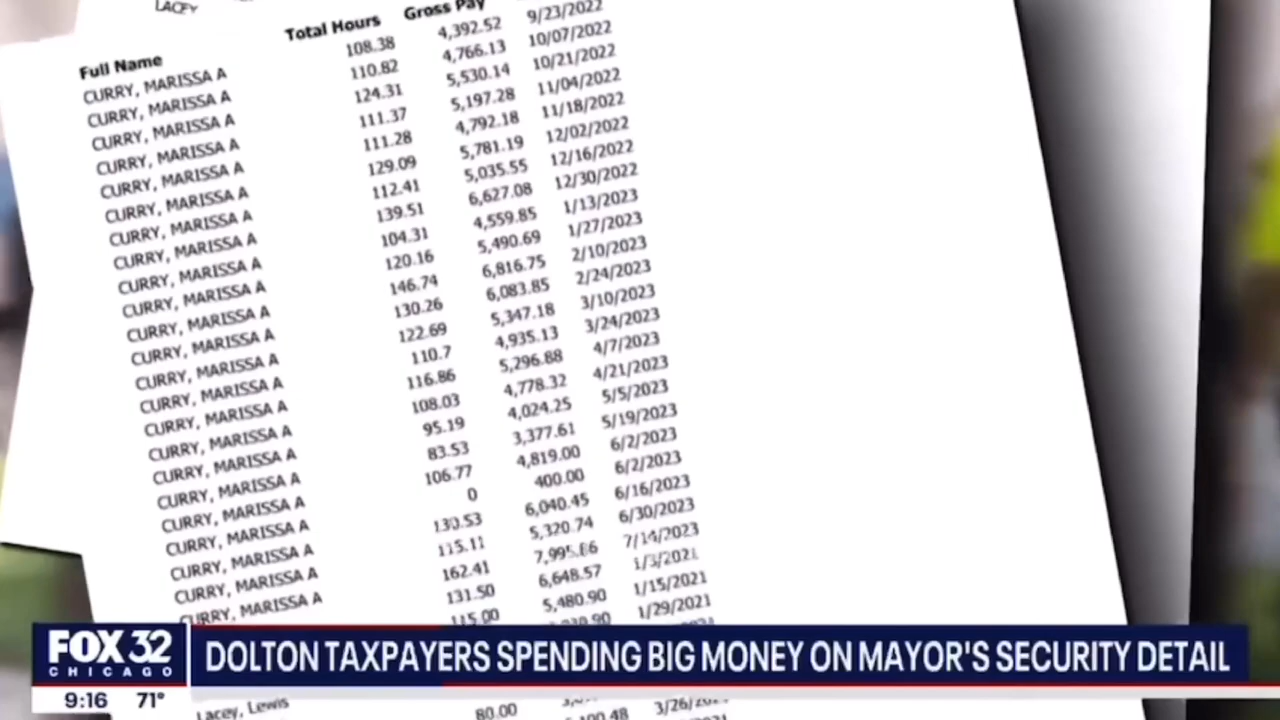 LACEY
Full Name Total Hours Gross Pay
CURRY, MARISSA A 108.38 4,392.52 9/23/2022
CURRY, MARISSA A 110.82 4,766.13 10/07/2022
CURRY, MARISSA A 124.31 5,530.14 10/21/2022
CURRY, MARISSA A 111.37 5,197.28 11/04/2022
CURRY, MARISSA A 111.28 4,792.18 11/18/2022
CURRY, MARISSA A 129.09 5,781.19 12/02/2022
CURRY, MARISSA A 112.41 5,035.55 12/16/2022
CURRY, MARISSA A 139.51 6,627.08 12/30/2022
CURRY, MARISSA A 104.31 4,559.85 1/13/2023
CURRY, MARISSA A 120.16 5,490.69 1/27/2023
CURRY, MARISSA A 146.74 6,816.75 2/10/2023
CURRY, MARISSA A 130.26 6,083.85 2/24/2023
CURRY, MARISSA A 122.69 5,347.18 3/10/2023
CURRY, MARISSA A 110.7 4,935.13 3/24/2023
CURRY, MARISSA A 116.86 5,296.88 4/7/2023
CURRY, MARISSA A 108.03 4,778.32 4/21/2023
CURRY, MARISSA A 95.19 4,024.25 5/5/2023
CURRY, MARISSA A 83.53 3,377.61 5/19/2023
CURRY, MARISSA A 106.77 4,819.00 6/2/2023
CURRY, MARISSA A 0 400.00 6/2/2023
CURRY, MARISSA A 130.53 6,040.45 6/16/2023
CURRY, MARISSA A 115.11 5,320.74 6/30/2023
CURRY, MARISSA A 162.41 7,995.66 7/14/2023
131.50 6,648.57 1/3/2021
115.00 5,480.90 1/15/2021
1/29/2021
FOX 32
CHICAGO
DOLTON TAXPAYERS SPENDING BIG MONEY ON MAYOR'S SECURITY DETAIL
9:16 71°
Lacey, Lewis 80.00